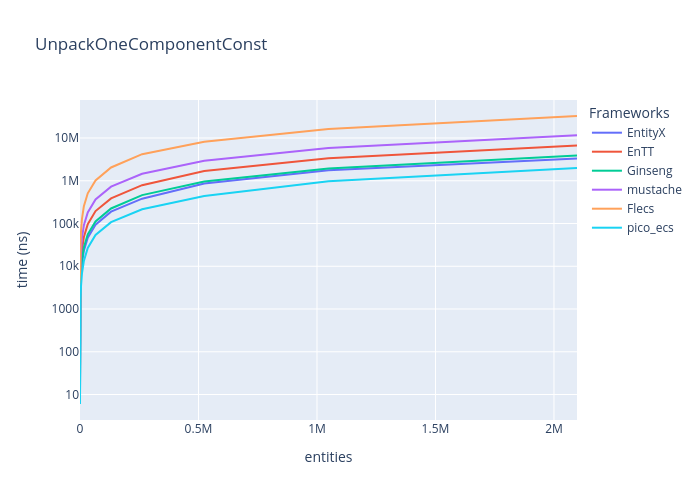 UnpackOneComponentConst
Frameworks
EntityX
EnTT
Ginseng
mustache
Flecs
pico_ecs
time (ns)
10M
1M
100k
10k
1000
100
10
0
0.5M
1M
1.5M
2M
entities